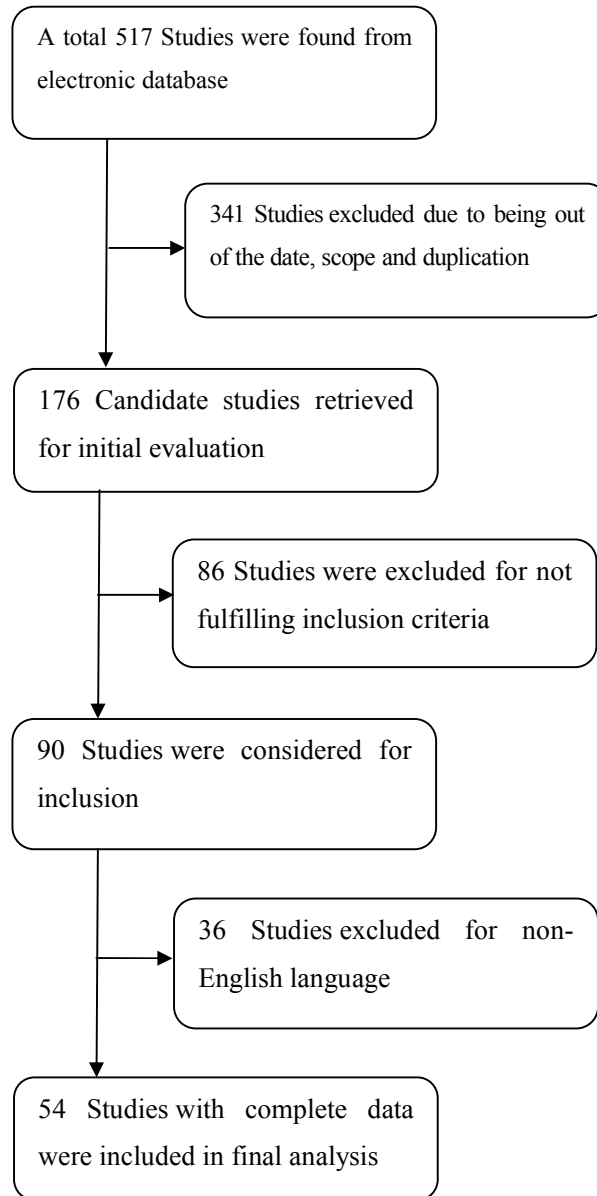 A total 517 Studies were found from
electronic database
341 Studies excluded due to being out
of the date, scope and duplication
176 Candidate studies retrieved
for initial evaluation
86 Studies were excluded for not
fulfilling inclusion criteria
90 Studies were considered for
inclusion
36 Studies excluded for non-
English language
54 Studies with complete data
were included in final analysis